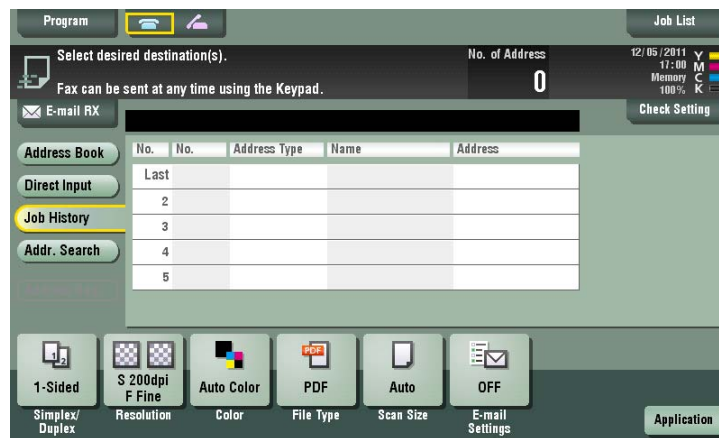 Program
Job List
Select desired destination(s).
No. of Address
12/05/2011
Y
17:00
M
Fax can be sent at any time using the Keypad.
0
Memory
C
100%
K
E-mail RX
Check Setting
Address Book
No. No. Address Type Name Address
Last
Direct Input
2
Job History
3
Addr. Search
4
5
1-Sided
S 200dpi
F Fine
Auto Color
PDF
PDF
Auto
OFF
Simplex/
Duplex
Resolution
Color
File Type
Scan Size
E-mail
Settings
Application